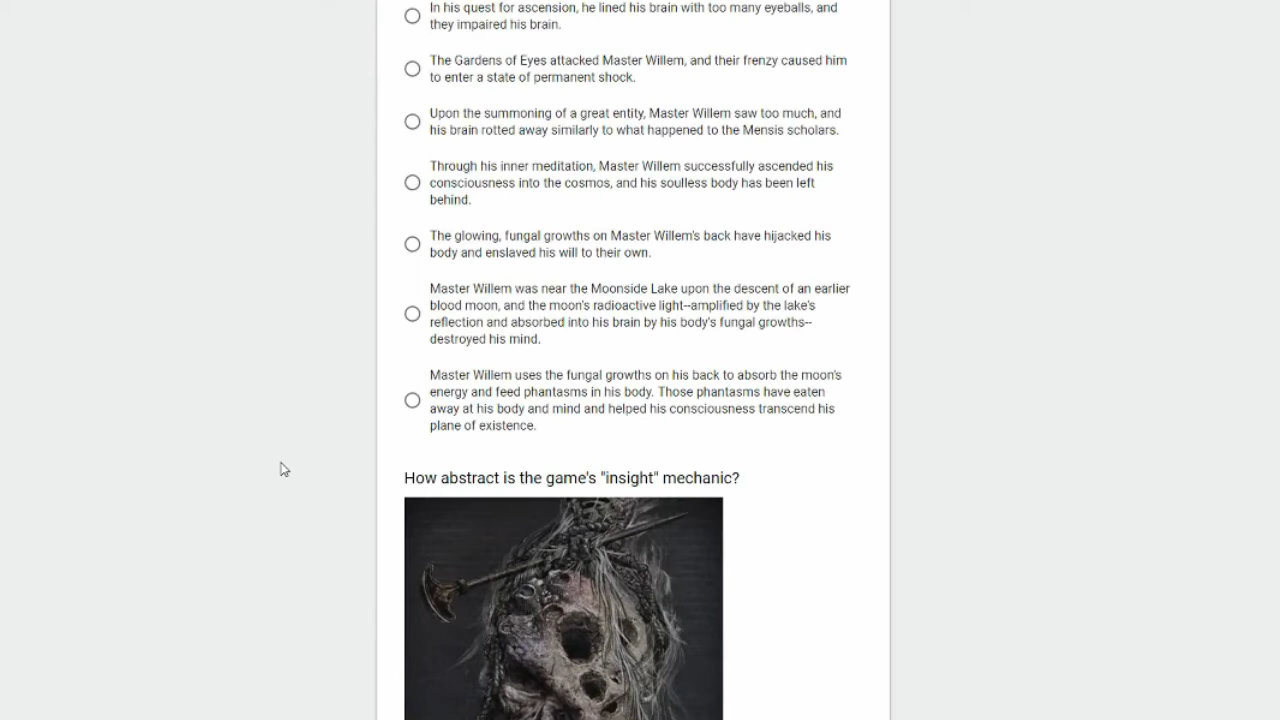 In his quest for ascension, he lined his brain with too many eyeballs, and
they impaired his brain.
The Gardens of Eyes attacked Master Willem, and their frenzy caused him
to enter a state of permanent shock.
Upon the summoning of a great entity, Master Willem saw too much, and
his brain rotted away similarly to what happened to the Mensis scholars.
Through his inner meditation, Master Willem successfully ascended his
consciousness into the cosmos, and his soulless body has been left
behind.
The glowing, fungal growths on Master Willem's back have hijacked his
body and enslaved his will to their own.
Master Willem was near the Moonside Lake upon the descent of an earlier
blood moon, and the moon's radioactive light--amplified by the lake's
reflection and absorbed into his brain by his body's fungal growths--
destroyed his mind.
Master Willem uses the fungal growths on his back to absorb the moon's
energy and feed phantasms in his body. Those phantasms have eaten
away at his body and mind and helped his consciousness transcend his
plane of existence.
How abstract is the game's "insight" mechanic?